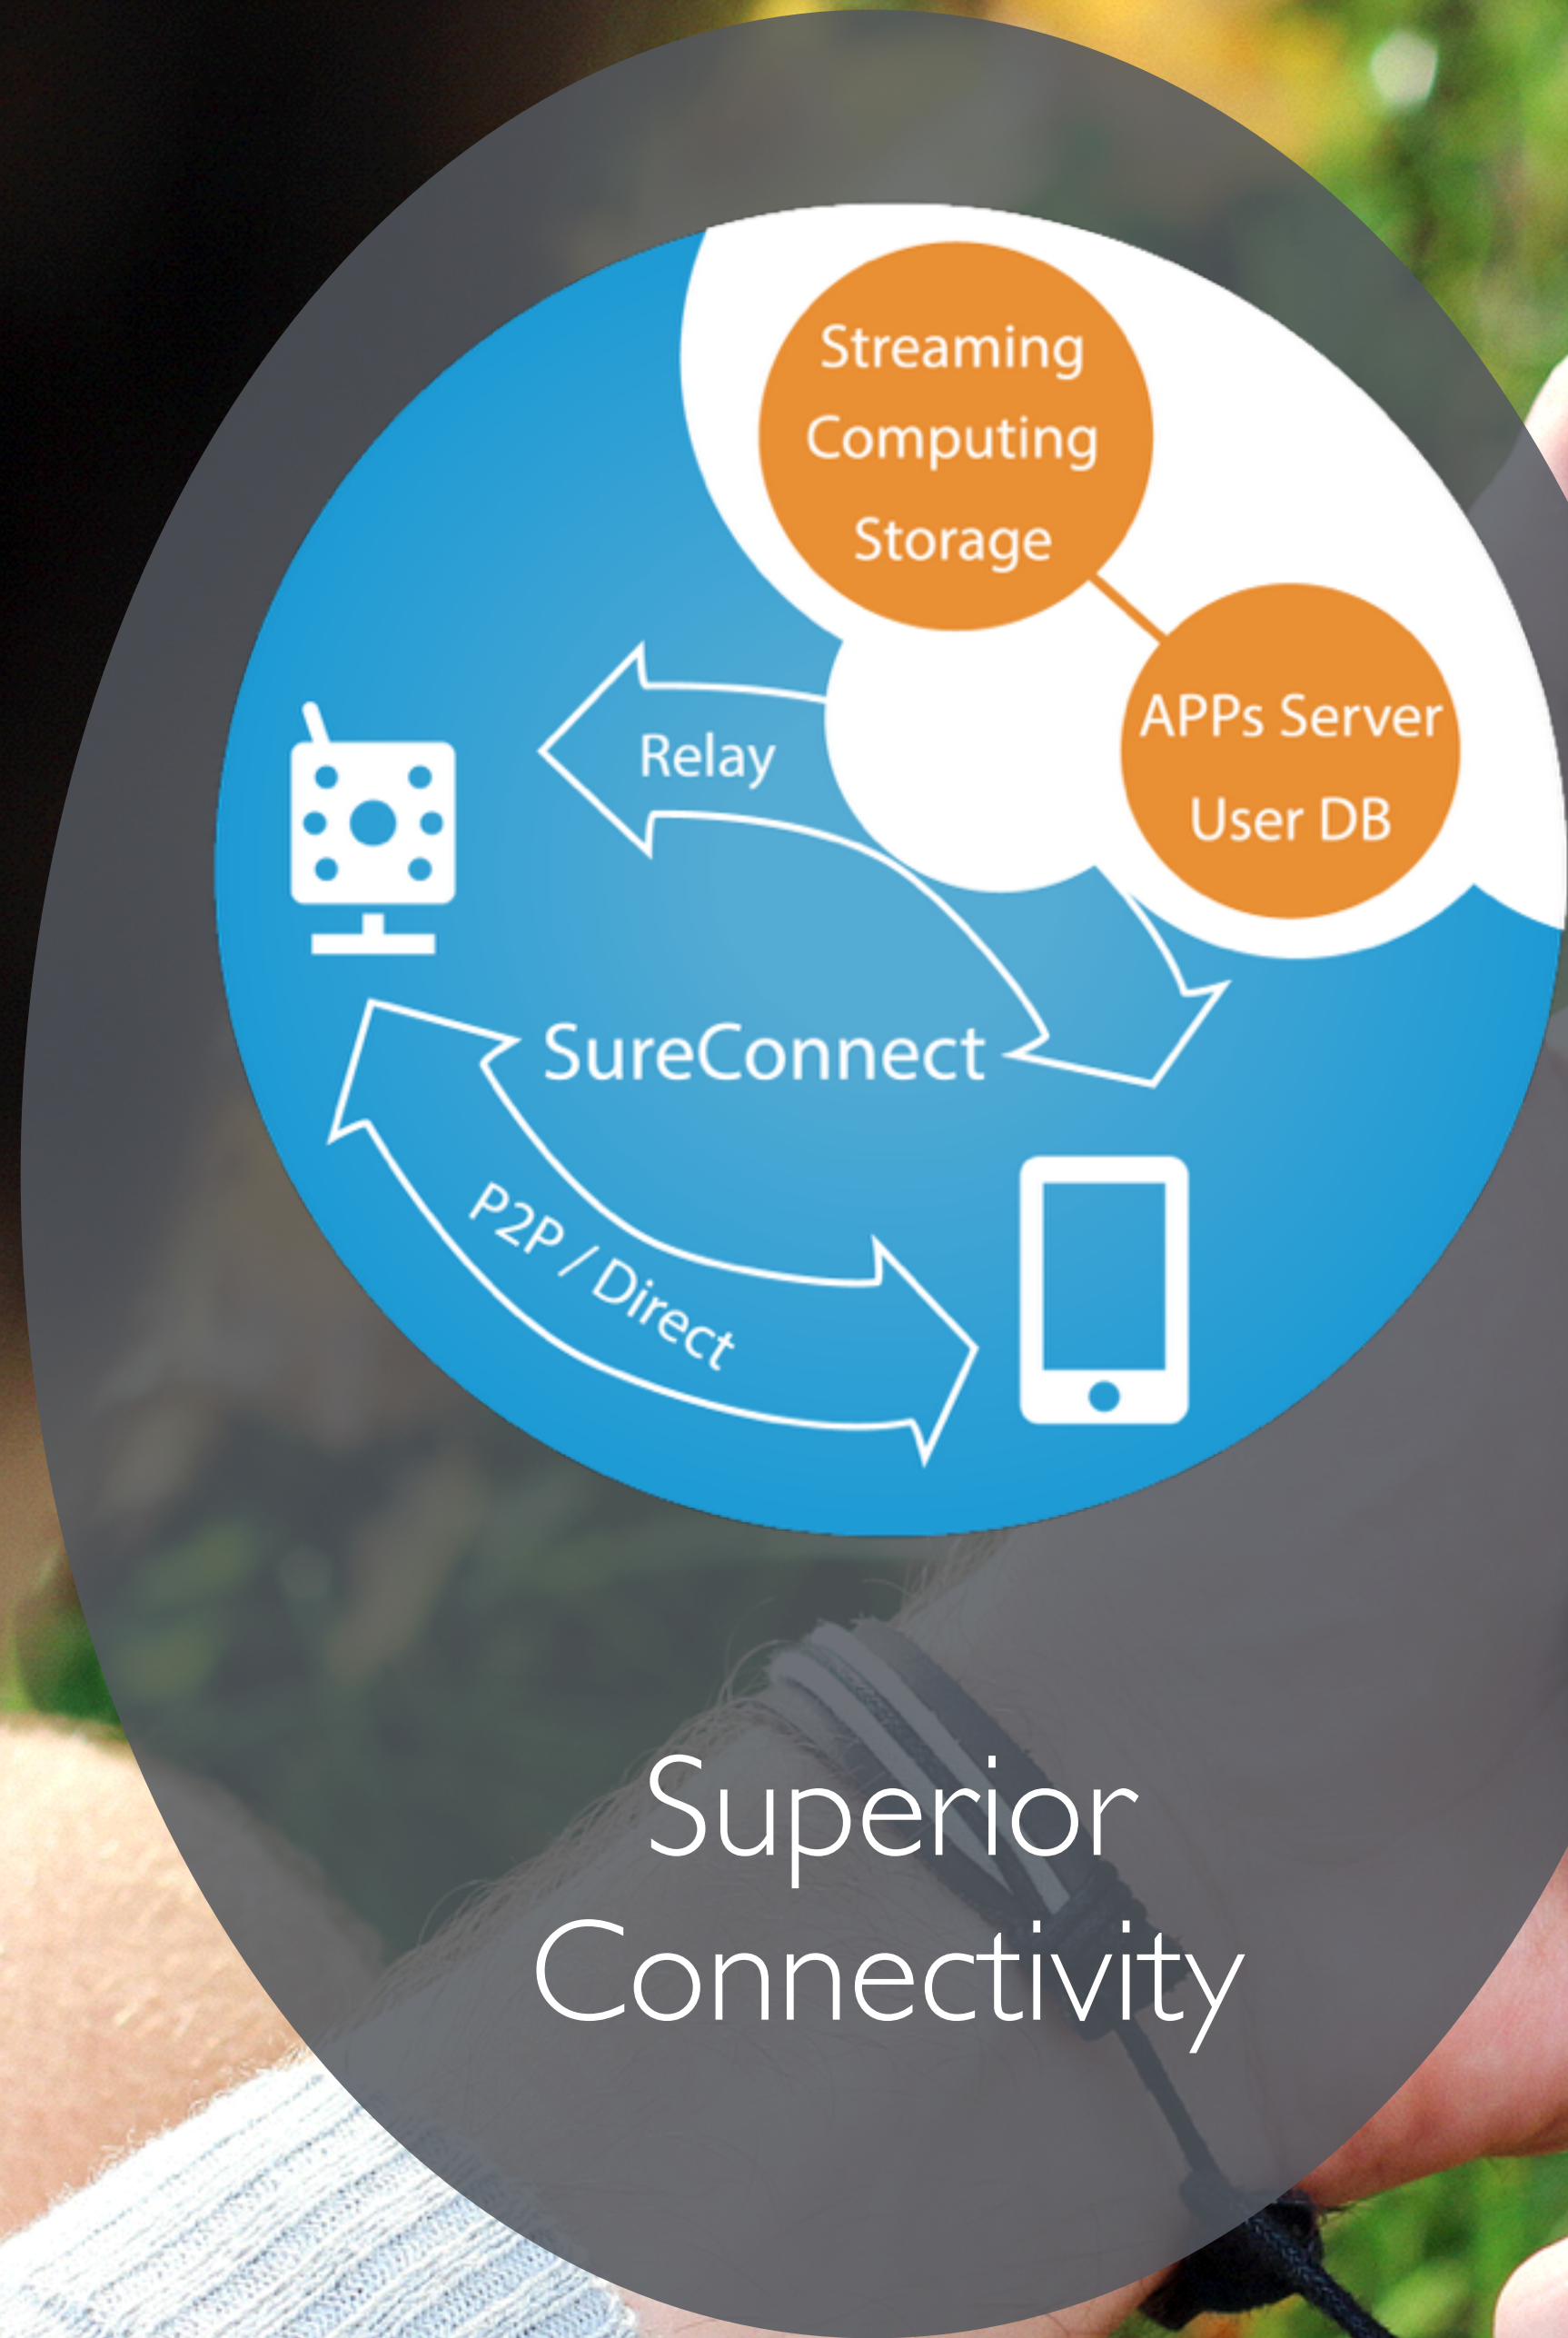 Streaming
Computing
Storage
APPs Server
User DB
Relay
SureConnect
P2P / Direct
Superior
Connectivity